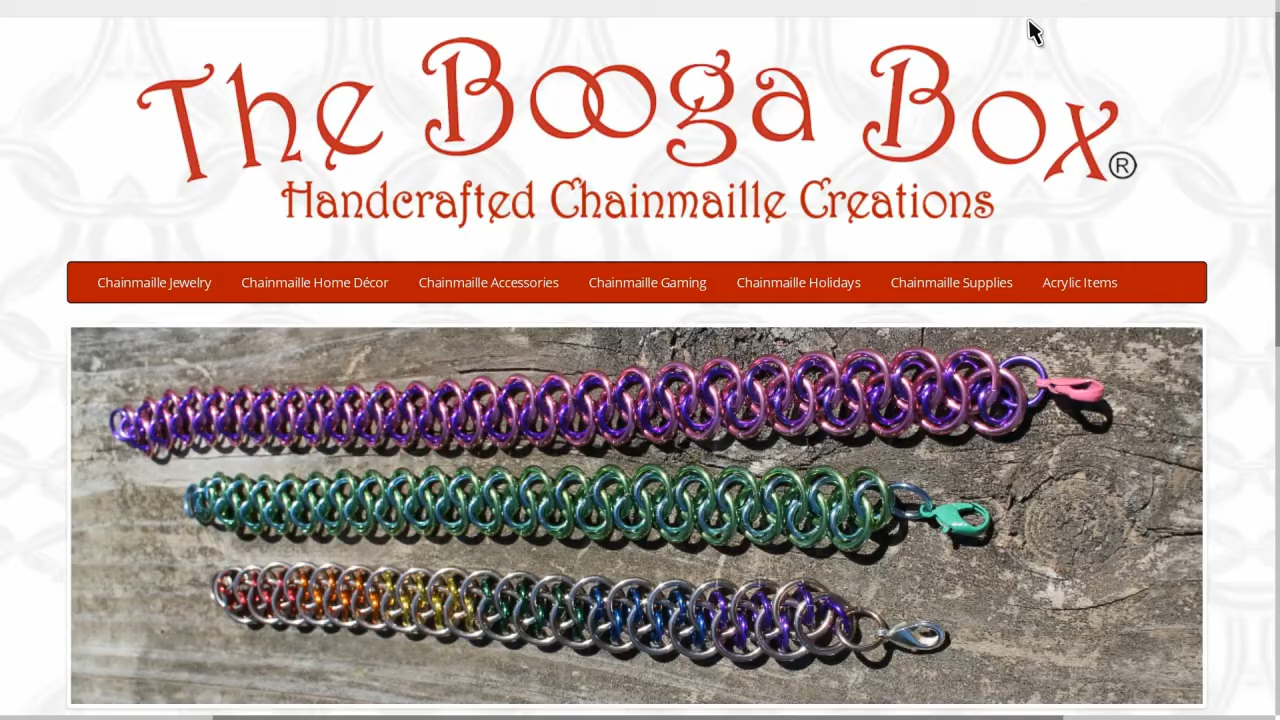 The Booga Box®
Handcrafted Chainmaille Creations
Chainmaille Jewelry Chainmaille Home Décor Chainmaille Accessories Chainmaille Gaming Chainmaille Holidays Chainmaille Supplies Acrylic Items